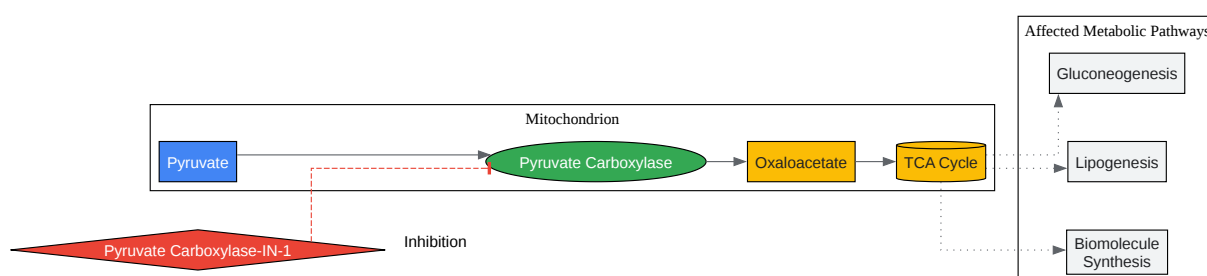 Affected Metabolic Pathways
Gluconeogenesis
Mitochondrion
Pyruvate
Pyruvate Carboxylase
Oxaloacetate
TCA Cycle
Lipogenesis
Pyruvate Carboxylase-IN-1
Inhibition
Biomolecule
Synthesis